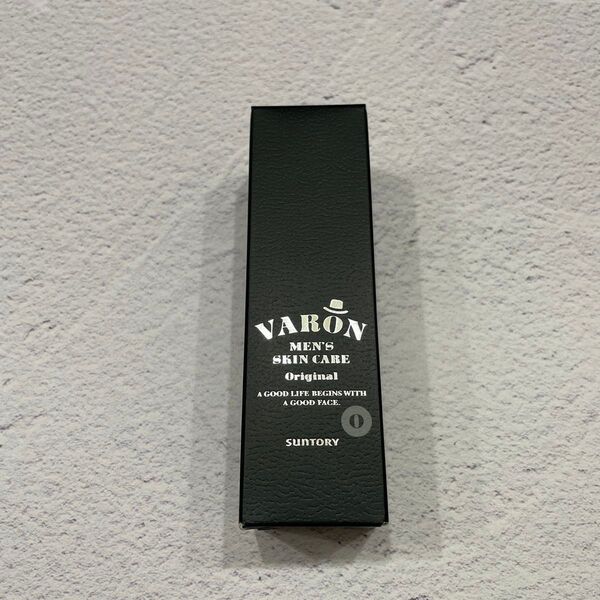 VARON
MEN'S
SKIN CARE
Original
A GOOD LIFE BEGINS WITH
A GOOD FACE.
O
SUNTORY